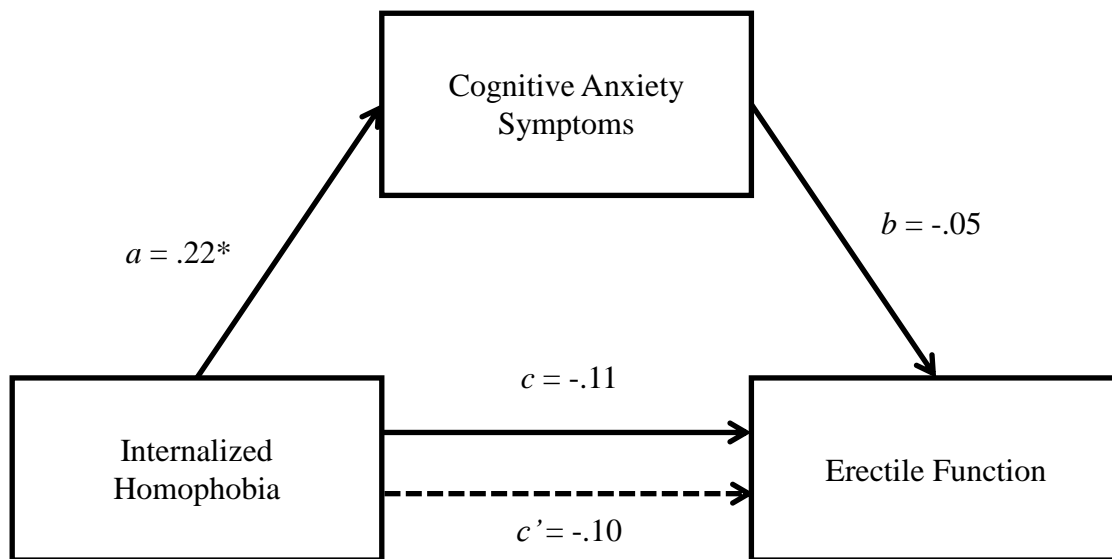 Cognitive Anxiety
Symptoms
a = .22*
b = -.05
c = -.11
Internalized
Homophobia
Erectile Function
c’ = -.10